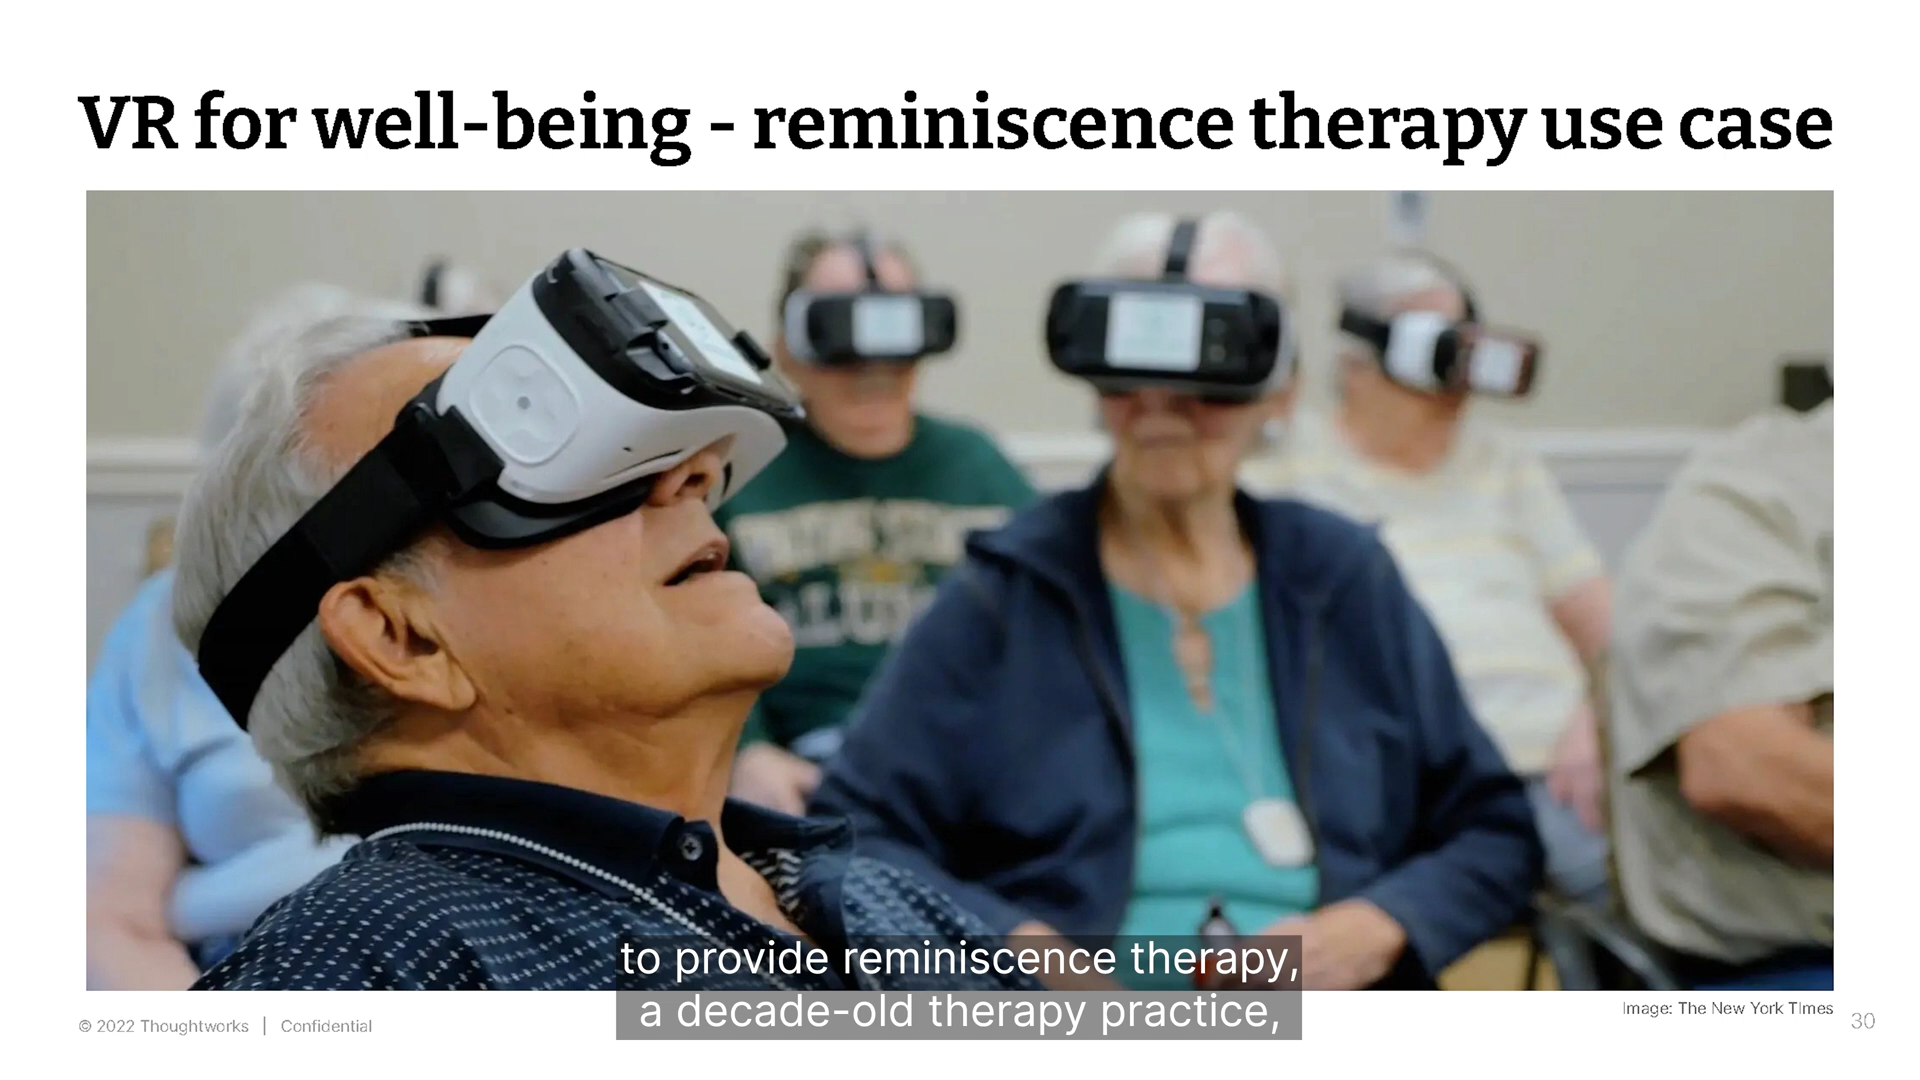 VR for well-being - reminiscence therapy use case
to provide reminiscence therapy,
a decade-old therapy practice,
© 2022 Thoughtworks | Confidential
Image: The New York Times
30